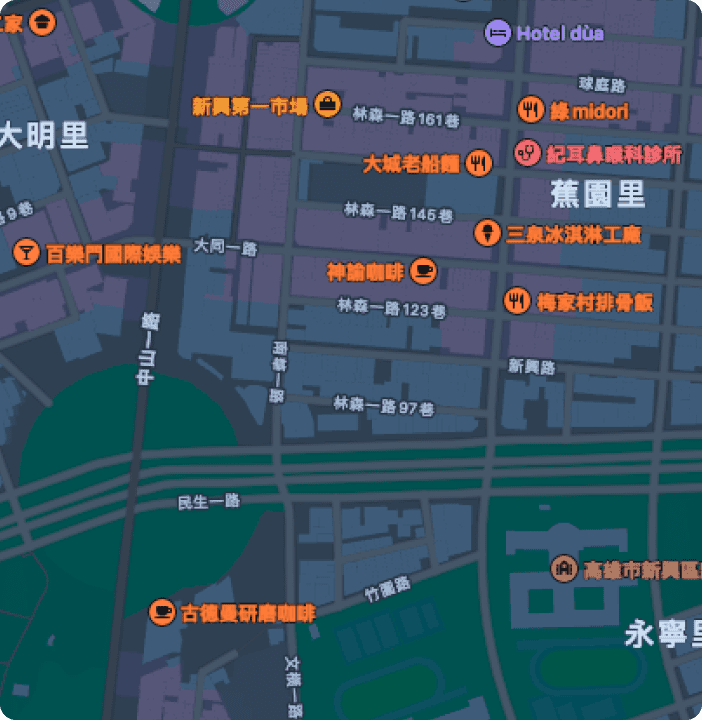 家
Hotel dùa
球庭路
新興第一市場
林森一路161巷
綠 midori
大明里
大城老船麵
紀耳鼻喉科診所
蕉園里
9巷
林森一路145巷
三泉冰淇淋工廠
百樂門國際娛樂
大同一路
神諭咖啡
梅家村排骨飯
林森一路123巷
中山一路
南華一路
新興路
林森一路97巷
民生一路
高雄市新興區
竹圍路
古德曼研磨咖啡
永寧里
文橫一路